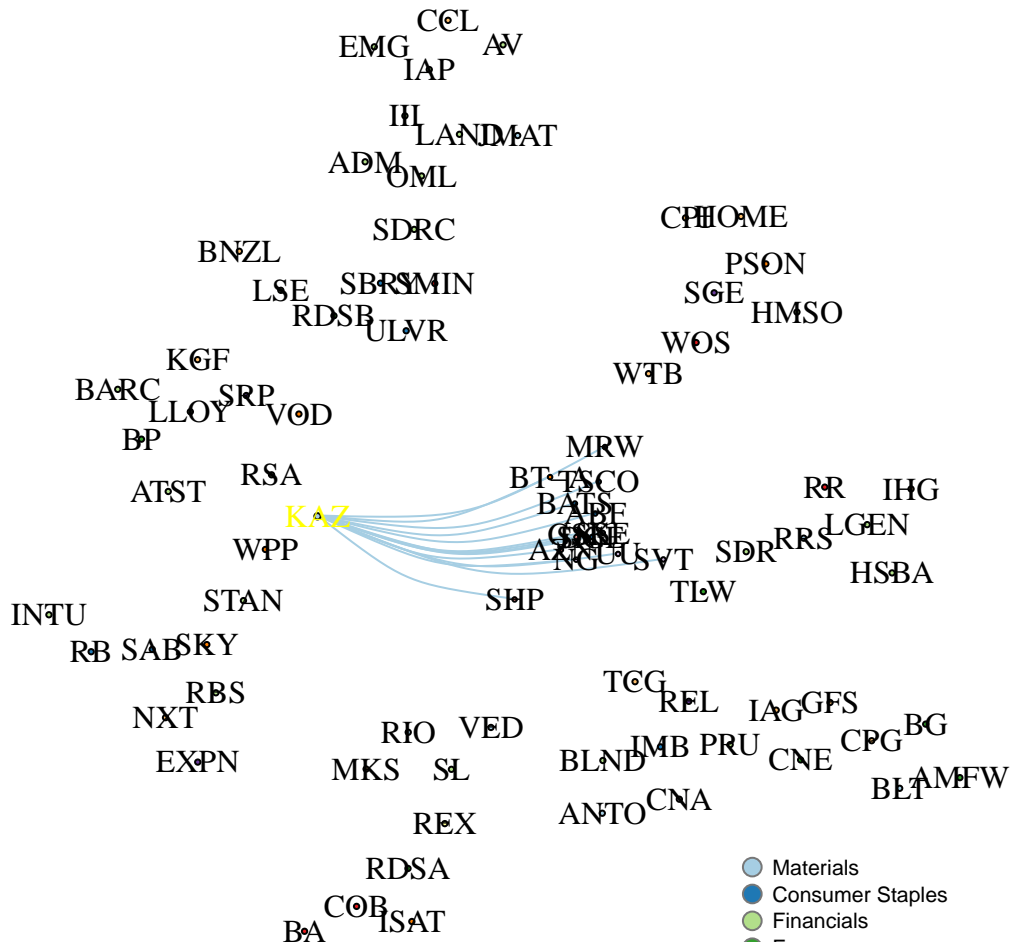 CCL
EMG
AV
IAP
III
LAND
JMAT
ADM
OML
CPI
HOME
SDRC
BNZL
PSON
LSE
SBRY
SMIN
SGE
RDSB
HMSO
ULVR
WOS
KGF
WTB
BARC
SRP
LLOY
VOD
BP
MRW
RSA
BT-A
TSCO
ATST
RR
IHG
BATS
KAZ
ABF
LGEN
RRS
WPP
AZN
UU
SDR
NG
SVT
HSBA
TLW
STAN
SHP
INTU
RB
SAB
SKY
TCG
RBS
REL
IAG
GFS
NXT
BG
RIO
VED
IMB
PRU
CPG
EXPN
MKS
SL
BLND
CNE
AMFW
BLT
CNA
ANTO
REX
RDSA
Materials
Consumer Staples
COB
ISAT
Financials
BA